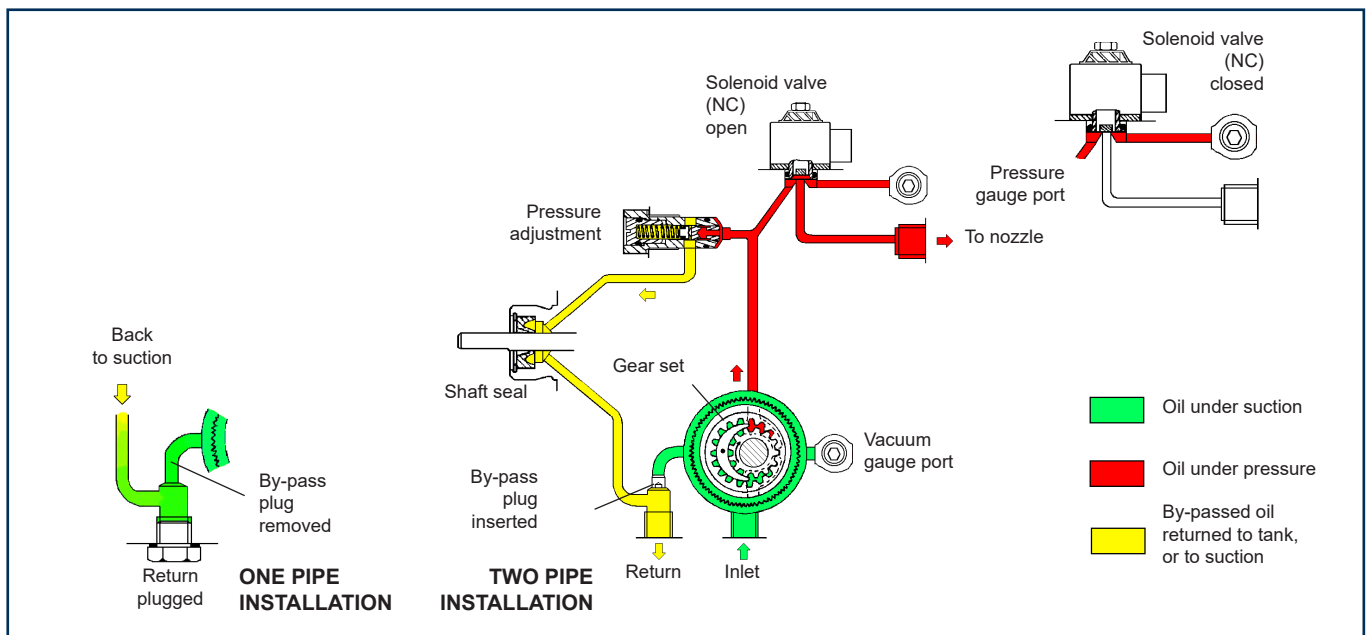 Solenoid valve
(NC)
closed
Solenoid valve
(NC)
open
Pressure
gauge port
Pressure
adjustment
To nozzle
Back
to suction
Gear set
Shaft seal
Oil under suction
Vacuum
gauge port
Oil under pressure
By-pass
plug
removed
By-pass
plug
inserted
By-passed oil
returned to tank,
or to suction
Return
plugged
ONE PIPE
INSTALLATION
TWO PIPE
INSTALLATION
Return
Inlet